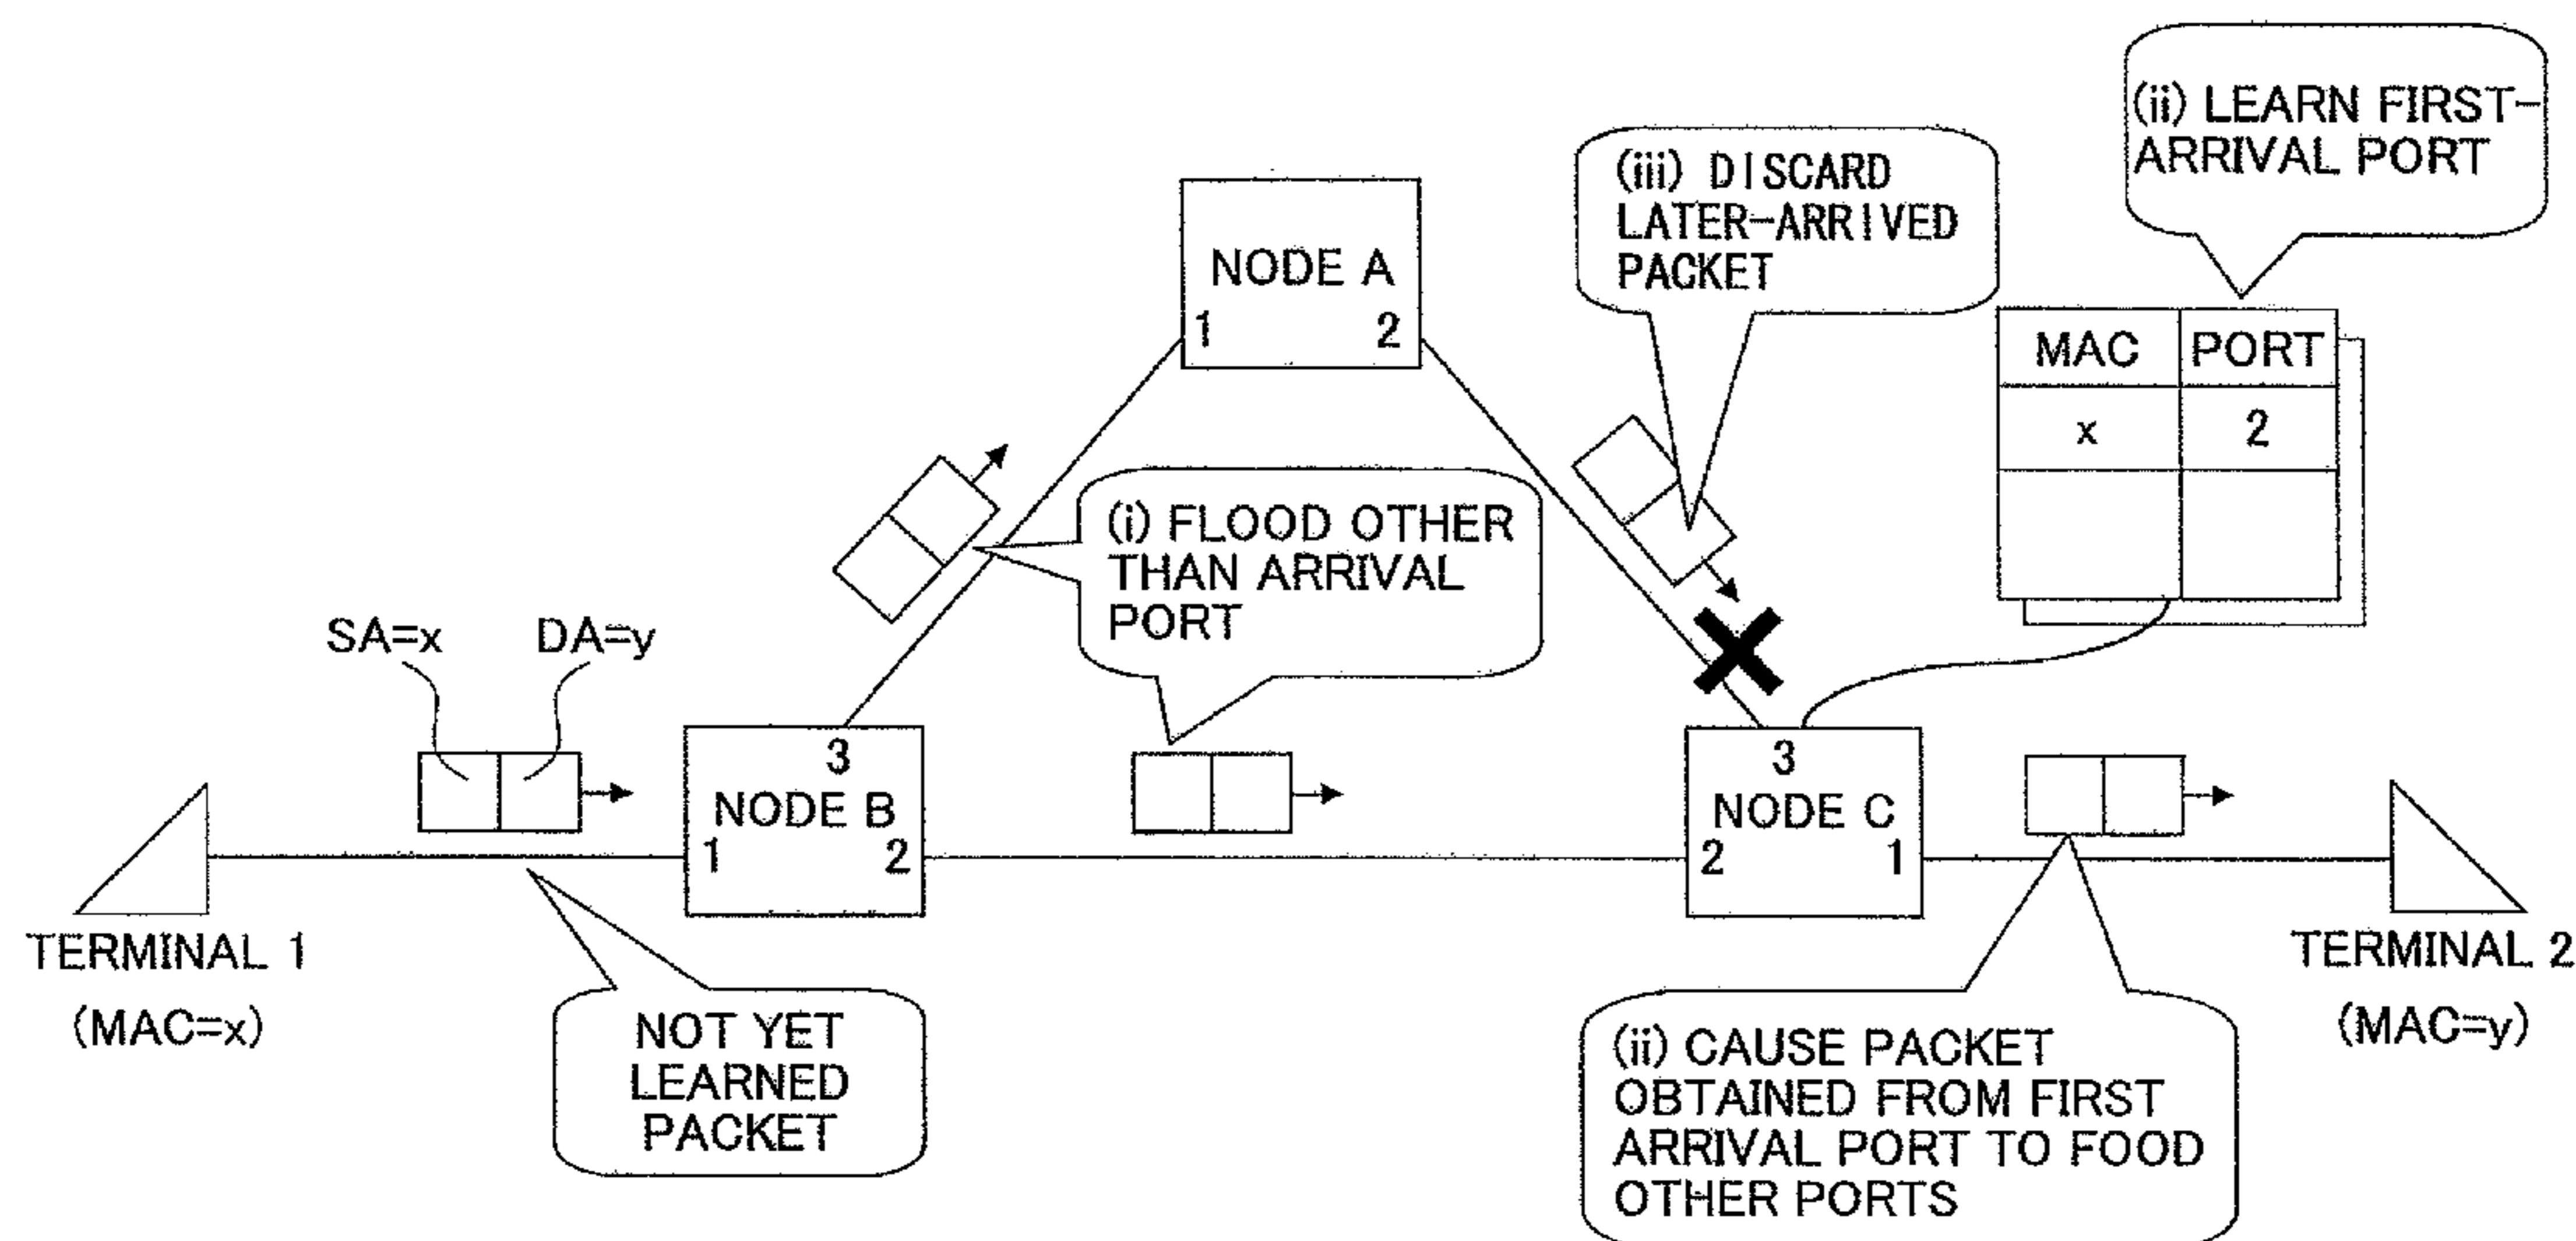 (ii) LEARN FIRST-
ARRIVAL PORT
(iii) DISCARD
LATER-ARRIVED
PACKET
NODE A
1 2
MAC PORT
x 2
(i) FLOOD OTHER
THAN ARRIVAL
PORT
SA=x DA=y
3
NODE B
1 2
3
NODE C
2 1
TERMINAL 1
(MAC=x)
TERMINAL 2
(MAC=y)
NOT YET
LEARNED
PACKET
(ii) CAUSE PACKET
OBTAINED FROM FIRST
ARRIVAL PORT TO FOOD
OTHER PORTS